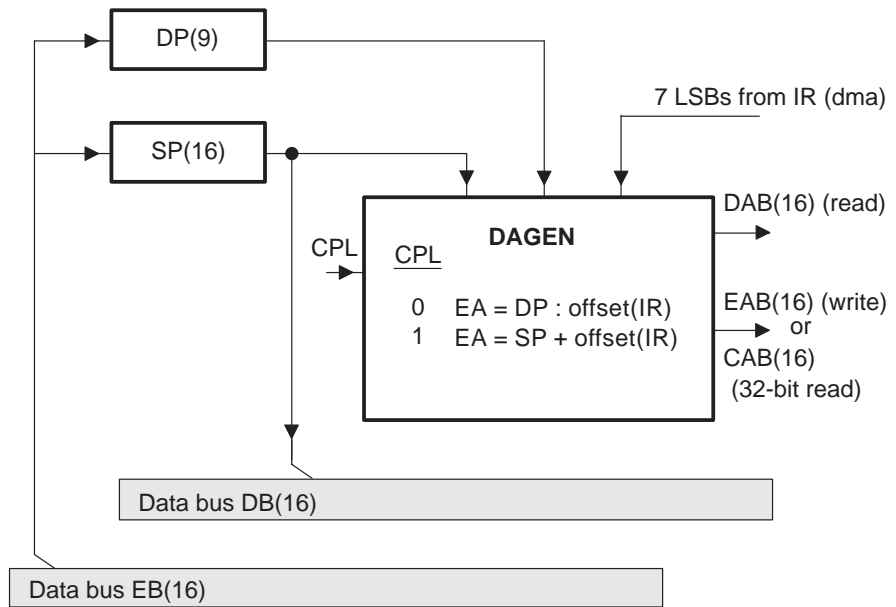 DP(9)
7 LSBs from IR (dma)
SP(16)
DAB(16) (read)
DAGEN
CPL
CPL
0 EA = DP : offset(IR)
1 EA = SP + offset(IR)
EAB(16) (write)
or
CAB(16)
(32-bit read)
Data bus DB(16)
Data bus EB(16)